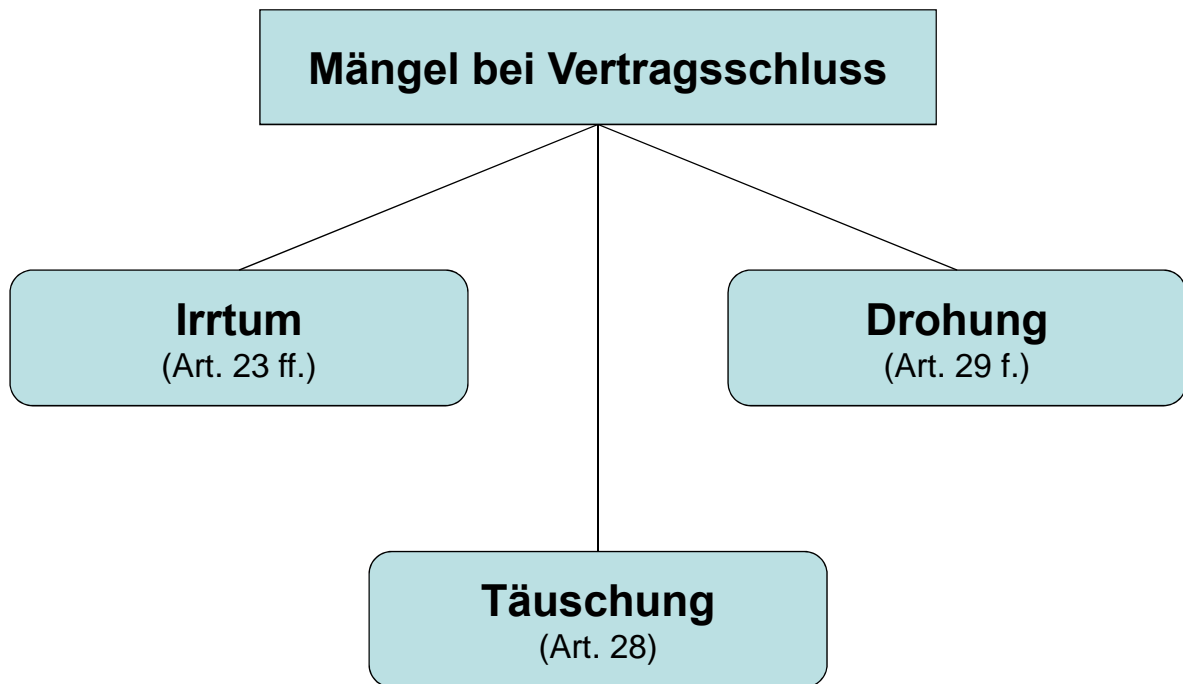 Mängel bei Vertragsschluss
Irrtum
(Art. 23 ff.)
Drohung
(Art. 29 f.)
Täuschung
(Art. 28)